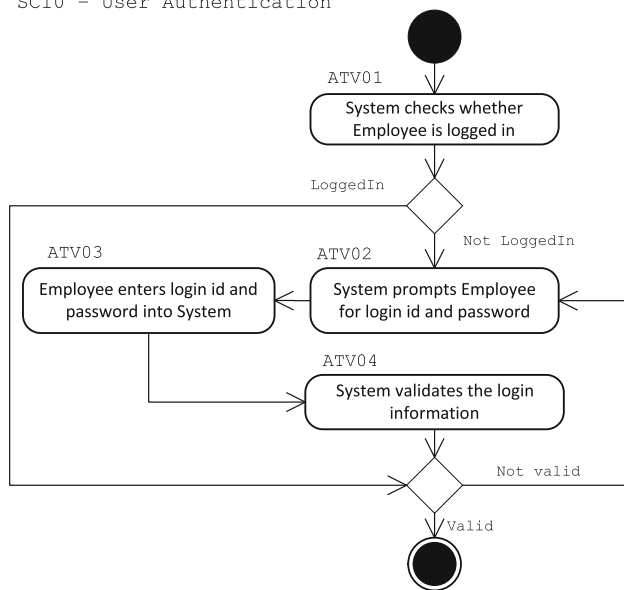 SC10 - User Authentication
ATV01
System checks whether
Employee is logged in
LoggedIn
Not LoggedIn
ATV03
ATV02
Employee enters login id and
password into System
System prompts Employee
for login id and password
ATV04
System validates the login
information
Not valid
Valid